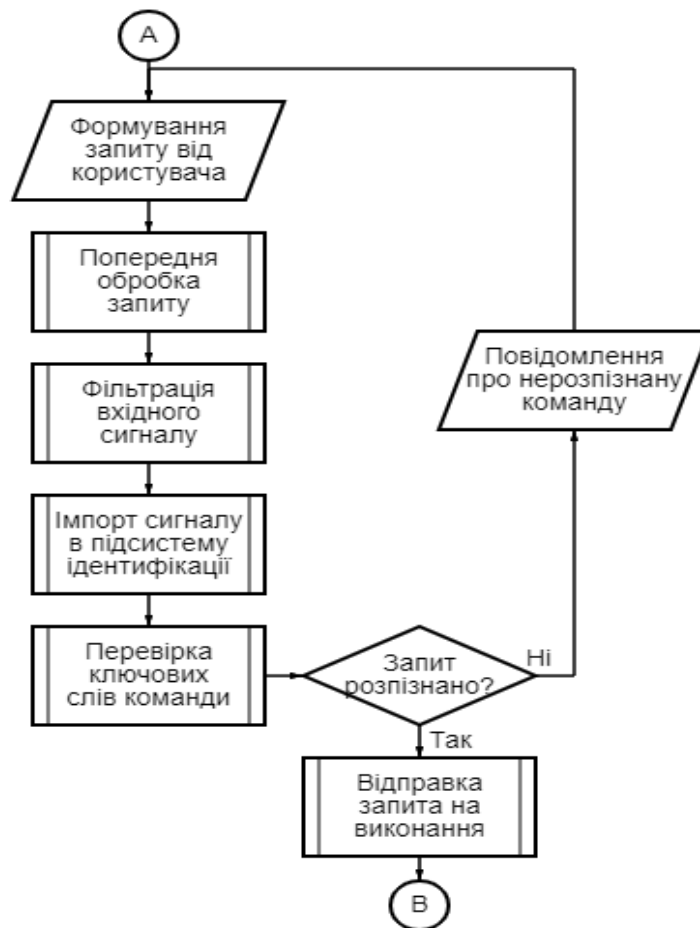 А
Формування
запиту від
користувача
Попередня
обробка
запиту
Фільтрація
вхідного
сигналу
Імпорт сигналу
в підсистему
ідентифікації
Перевірка
ключових
слів команди
Запит
розпізнано?
Ні
Повідомлення
про нерозпізнану
команду
Так
Відправка
запита на
виконання
В